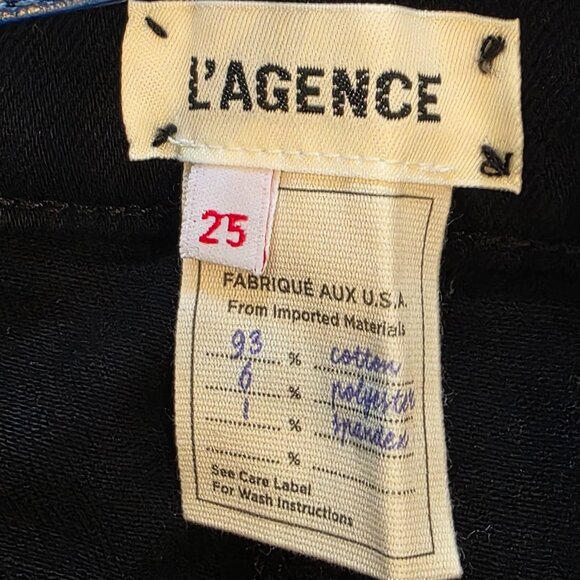 L'AGENCE
25
FABRIQUÉ AUX U.S.A.
From Imported Materials
93 % cotton
6 % polyester
1 % spandex
%
See Care Label
For Wash Instructions